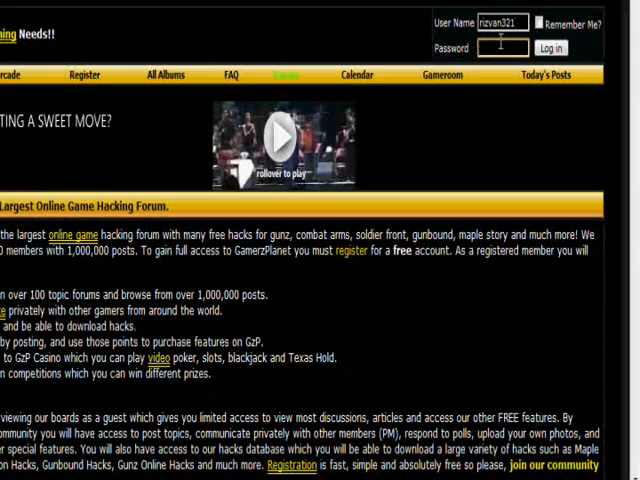 User Name rizvan321 Remember Me?
ning Needs!!
Password Log in
rcade Register All Albums FAQ Calendar Gameroom Today's Posts
TING A SWEET MOVE?
rollover to play
Largest Online Game Hacking Forum.
the largest online game hacking forum with many free hacks for gunz, combat arms, soldier front, gunbound, maple story and much more! We
0 members with 1,000,000 posts. To gain full access to GamerzPlanet you must register for a free account. As a registered member you will
n over 100 topic forums and browse from over 1,000,000 posts.
e privately with other gamers from around the world.
and be able to download hacks.
by posting, and use those points to purchase features on GzP.
to GzP Casino which you can play video poker, slots, blackjack and Texas Hold.
n competitions which you can win different prizes.
viewing our boards as a guest which gives you limited access to view most discussions, articles and access our other FREE features. By
ommunity you will have access to post topics, communicate privately with other members (PM), respond to polls, upload your own photos, and
er special features. You will also have access to our hacks database which you will be able to download a large variety of hacks such as Maple
on Hacks, Gunbound Hacks, Gunz Online Hacks and much more. Registration is fast, simple and absolutely free so please, join our community